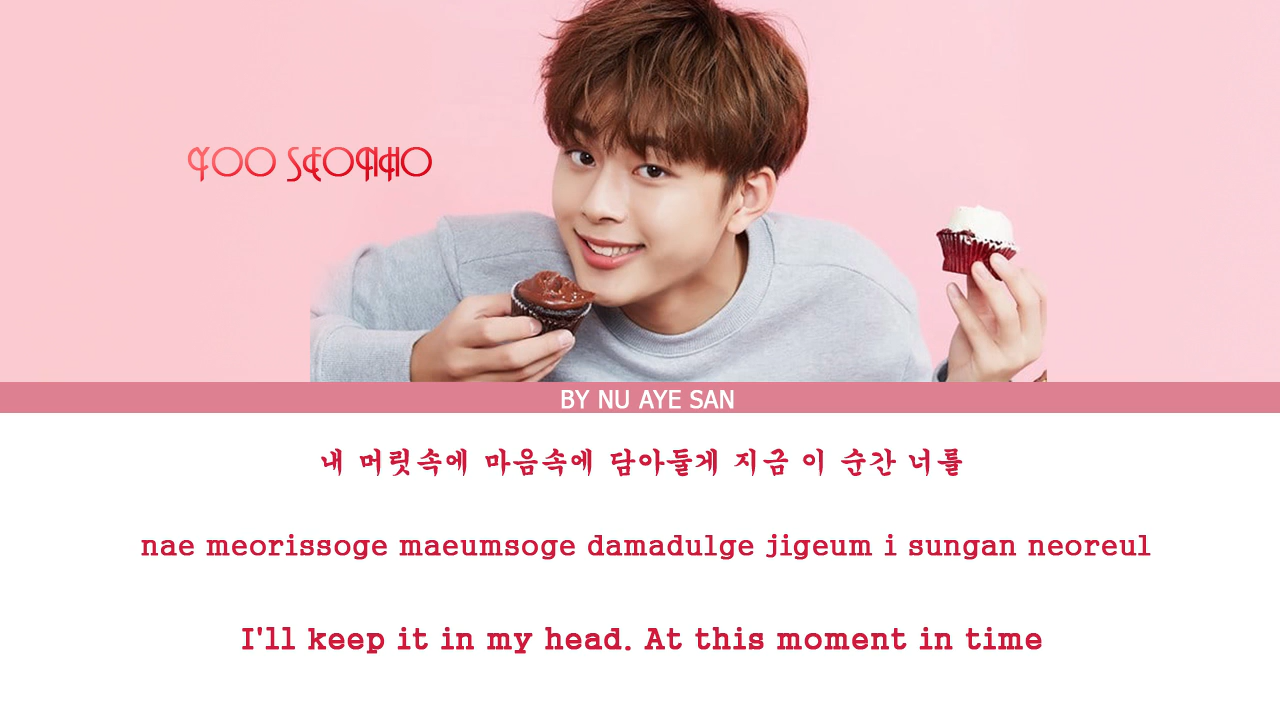 YOO SEONHO
BY NU AYE SAN
내 머릿속에 마음속에 담아둘게 지금 이 순간 너를
nae meorissoge maeumsoge damadulge jigeum i sungan neoreul
I'll keep it in my head. At this moment in time